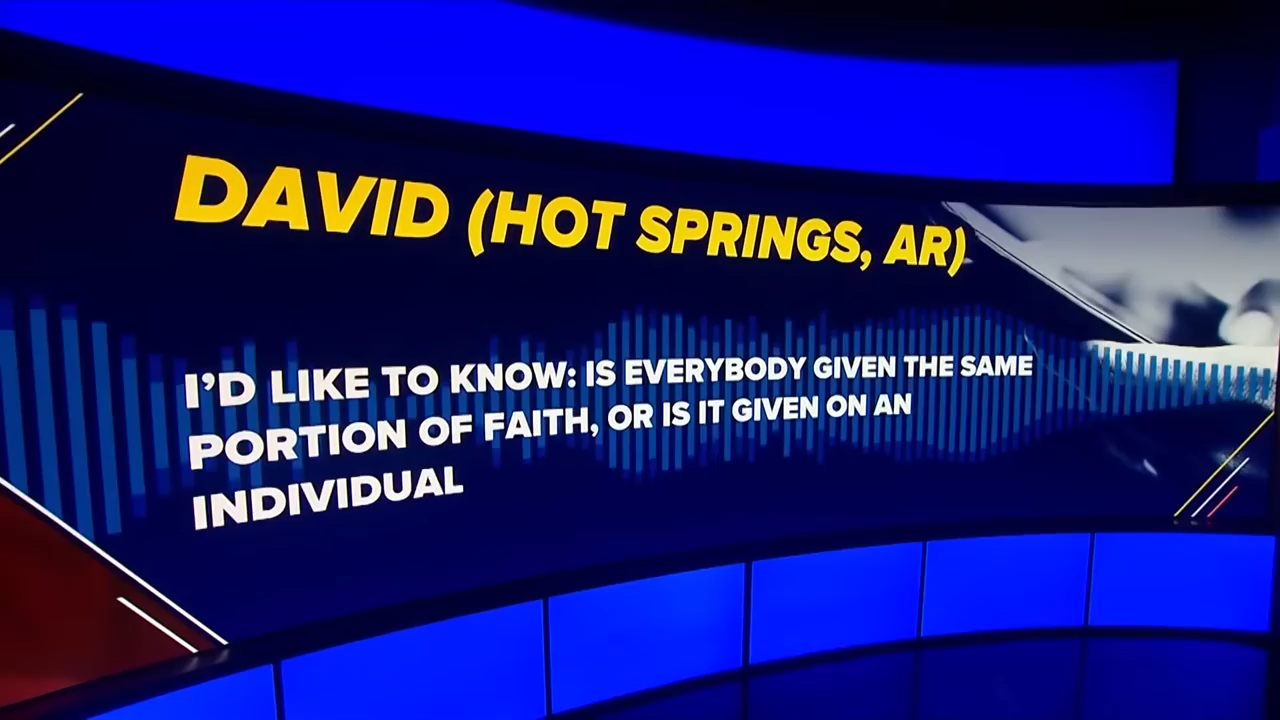 DAVID (HOT SPRINGS, AR)
I'D LIKE TO KNOW: IS EVERYBODY GIVEN THE SAME
PORTION OF FAITH, OR IS IT GIVEN ON AN
INDIVIDUAL